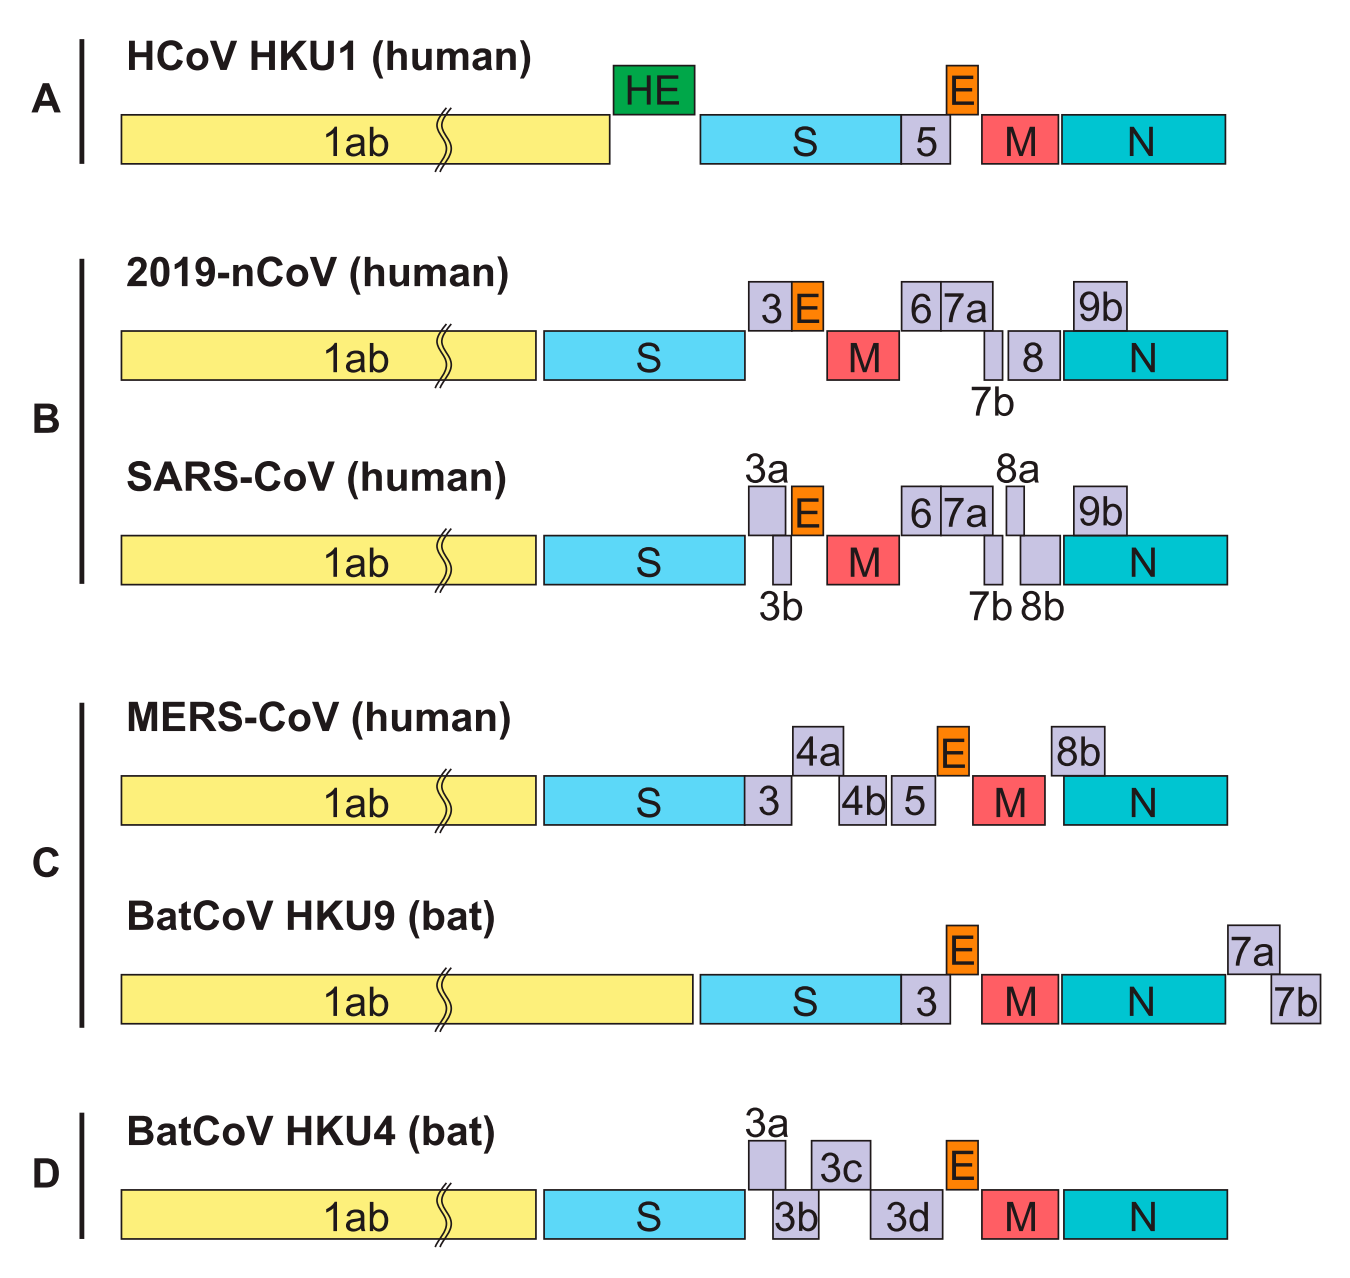 A
HCoV HKU1 (human)
HE
E
1ab
S
5
M
N
B
2019-nCoV (human)
3
E
6
7a
9b
1ab
S
M
8
N
7b
SARS-CoV (human)
3a
8a
E
6
7a
9b
1ab
S
M
N
3b
7b
8b
C
MERS-CoV (human)
4a
E
8b
1ab
S
3
4b
5
M
N
BatCoV HKU9 (bat)
E
7a
1ab
S
3
M
N
7b
D
BatCoV HKU4 (bat)
3a
3c
E
1ab
S
3b
3d
M
N